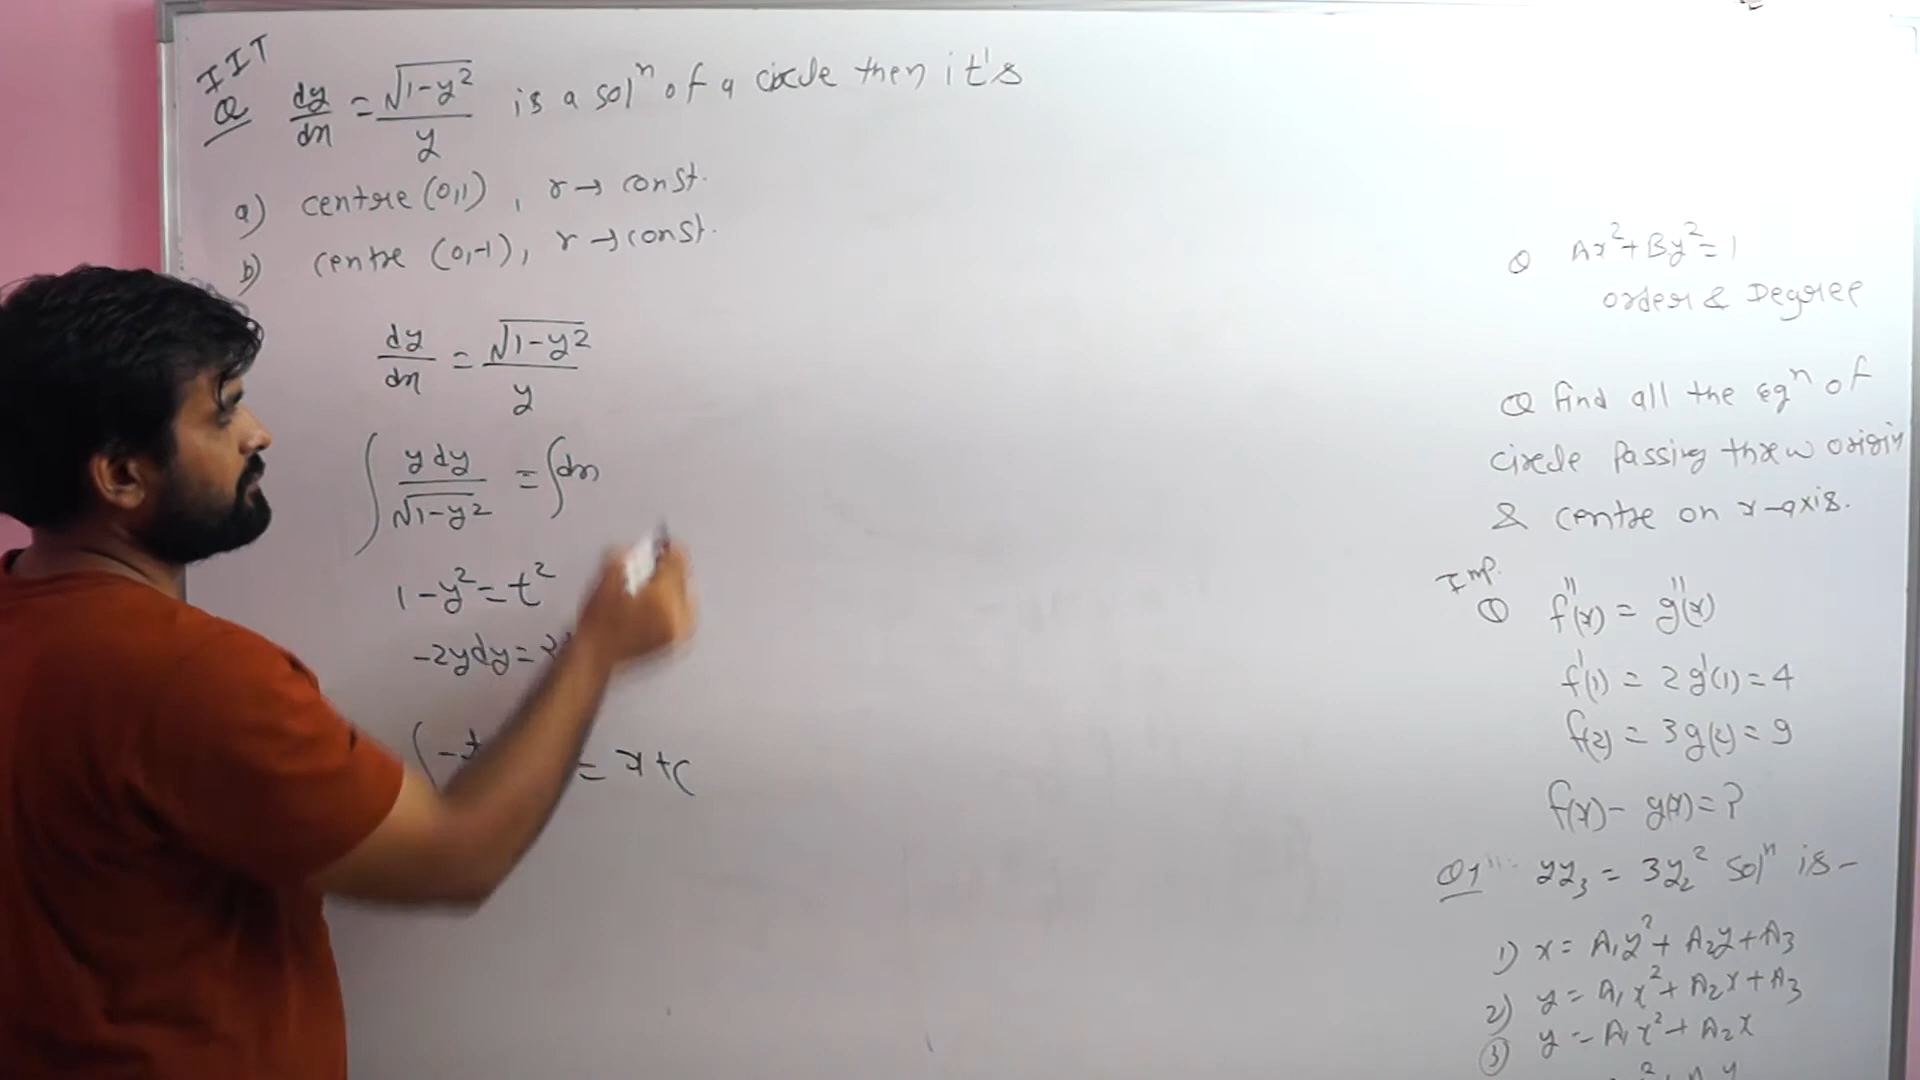 IIT
Q dy/dx = √(1-y²)/y is a solⁿ of a circle then it's
a) centre (0,1), r → const.
b) centre (0,-1), r → const.
dy/dx = √(1-y²)/y
∫ y dy/√(1-y²) = ∫dx
1-y² = t²
-2ydy = 2
∫ -t = x+c
Q Ax²+By²=1
order & Degree
Q find all the eqⁿ of
circle Passing threw origin
& centre on x-axis.
Imp.
Q f''(x) = g''(x)
f'(1) = 2g'(1) = 4
f(2) = 3g(2) = 9
f(x) - g(x) = ?
Q1 yy₃ = 3y₂² solⁿ is -
1) x = A₁y² + A₂y + A₃
2) y = A₁x² + A₂x + A₃
3) y = A₁x² + A₂x